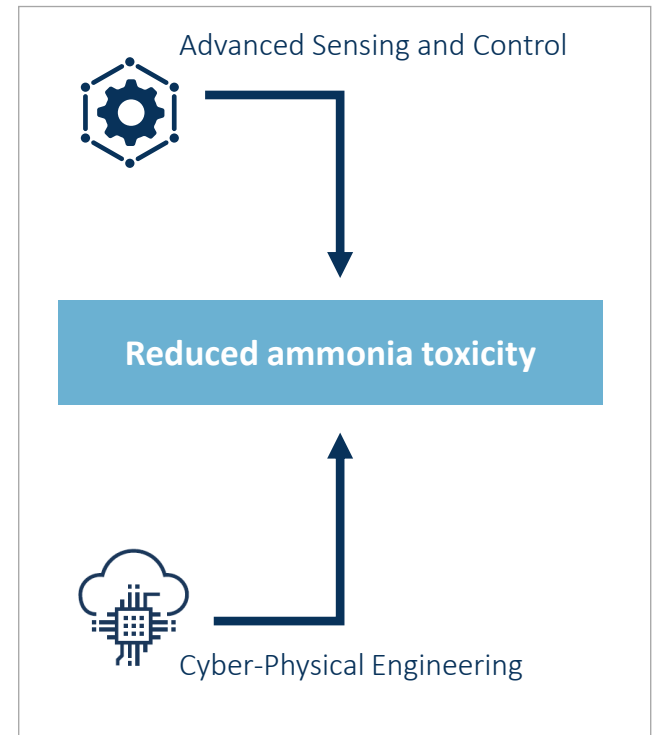 Advanced Sensing and Control
Reduced ammonia toxicity
Cyber-Physical Engineering